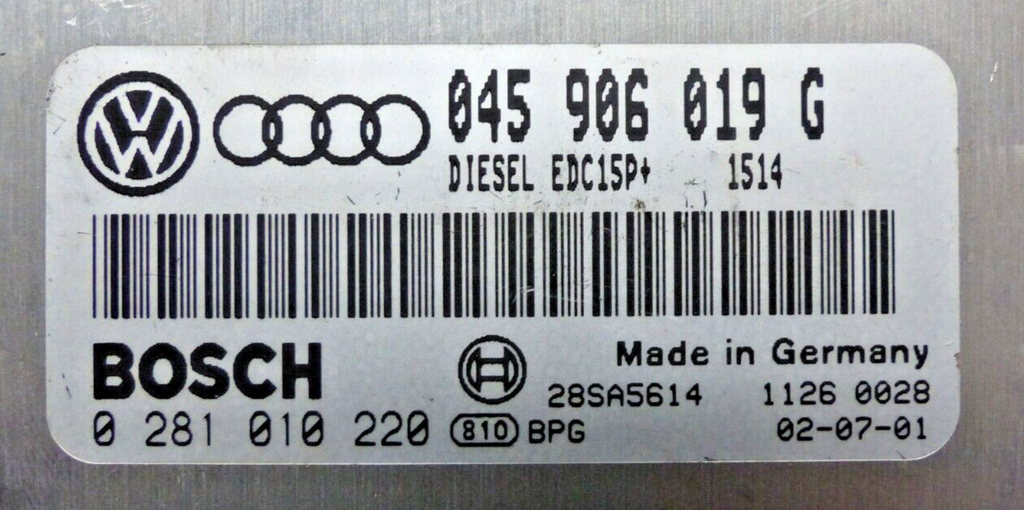 045 906 019 G
DIESEL EDC15P+ 1514
BOSCH
Made in Germany
28SA5614 1126 0028
0 281 010 220 810 BPG 02-07-01